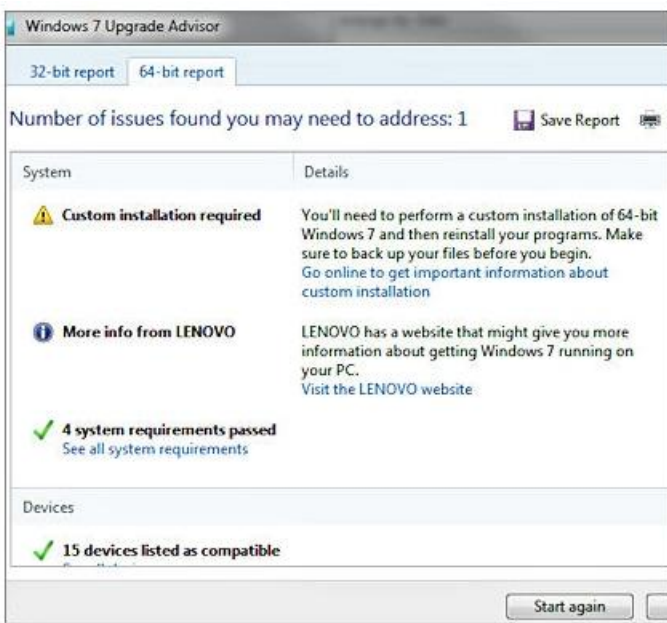 Windows 7 Upgrade Advisor
32-bit report
64-bit report
Number of issues found you may need to address: 1
Save Report
System
Details
Custom installation required
You'll need to perform a custom installation of 64-bit
Windows 7 and then reinstall your programs. Make
sure to back up your files before you begin.
Go online to get important information about
custom installation
More info from LENOVO
LENOVO has a website that might give you more
information about getting Windows 7 running on
your PC.
Visit the LENOVO website
4 system requirements passed
See all system requirements
Devices
15 devices listed as compatible
Start again